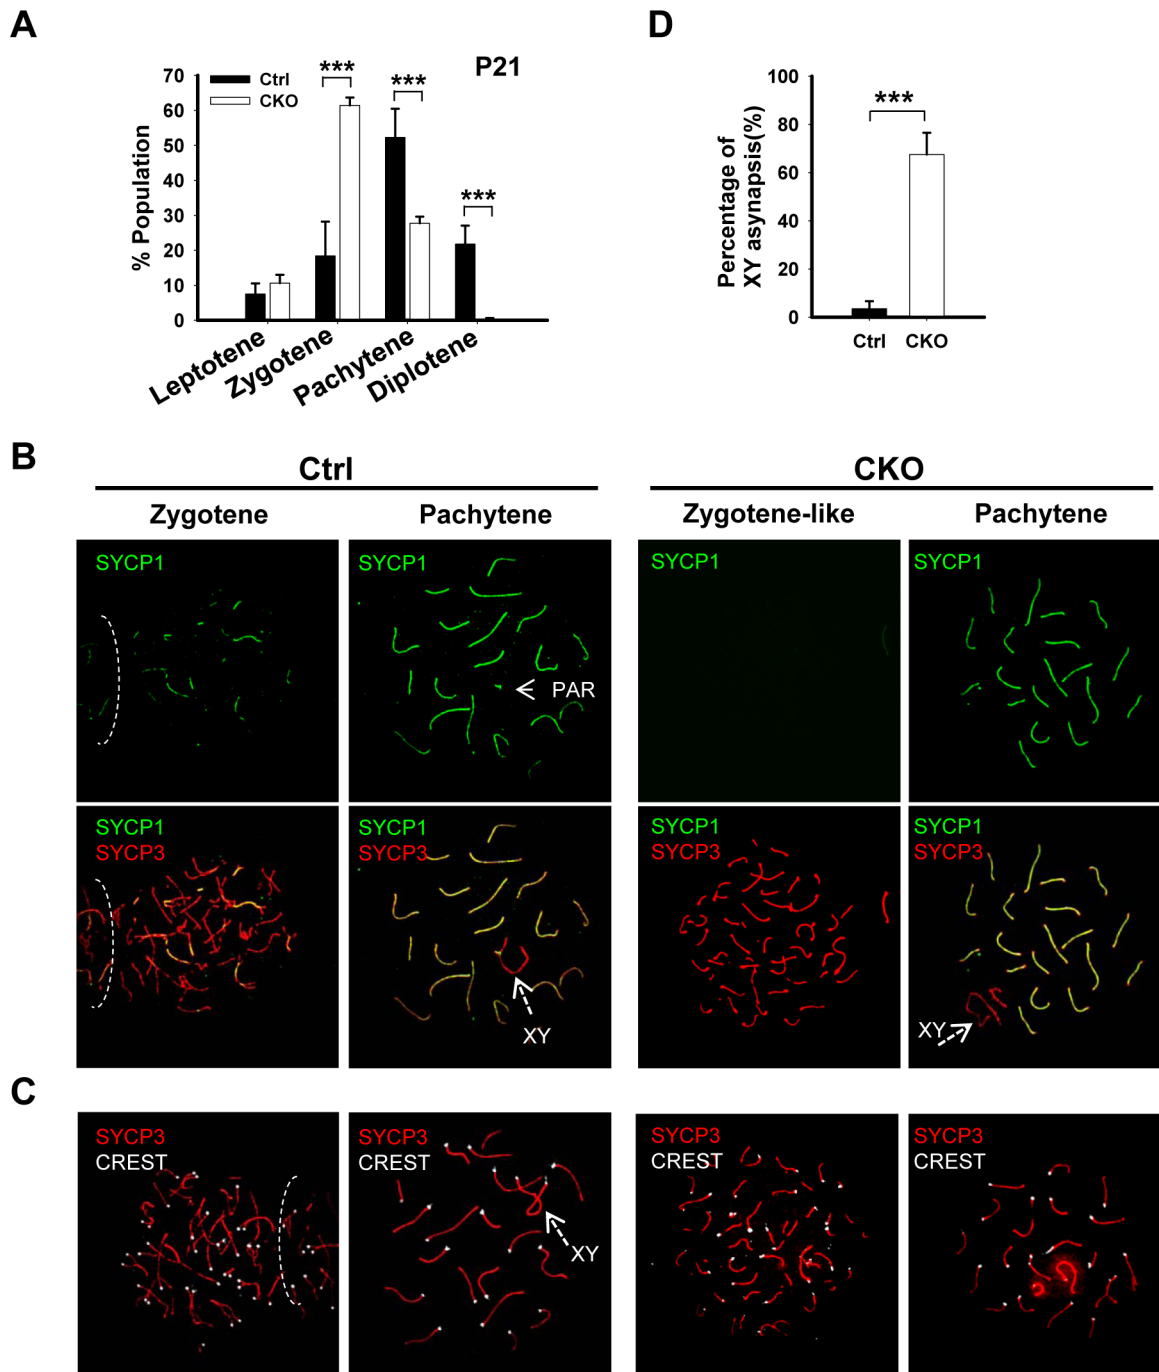 A
P21
Ctrl
CKO
***
***
***
% Population
70
60
50
40
30
20
10
0
Leptotene
Zygotene
Pachytene
Diplotene
D
Percentage of
XY asynapsis(%)
100
80
60
40
20
0
***
Ctrl CKO
B
Ctrl
CKO
Zygotene
Pachytene
Zygotene-like
Pachytene
SYCP1
SYCP1
PAR
SYCP1
SYCP1
SYCP1
SYCP3
SYCP1
SYCP3
XY
SYCP1
SYCP3
SYCP1
SYCP3
XY
C
SYCP3
CREST
SYCP3
CREST
XY
SYCP3
CREST
SYCP3
CREST